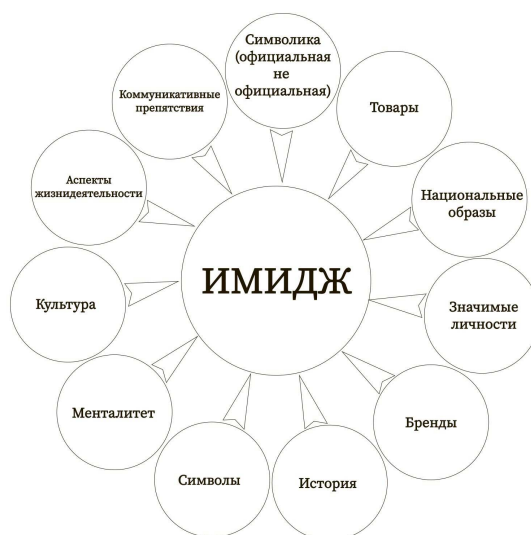 Символика
(официальная
не
официальная)
Товары
Национальные
образы
Значимые
личности
Бренды
История
Символы
Менталитет
Культура
Аспекты
жизнидеятельности
Коммуникативные
препятствия
ИМИДЖ